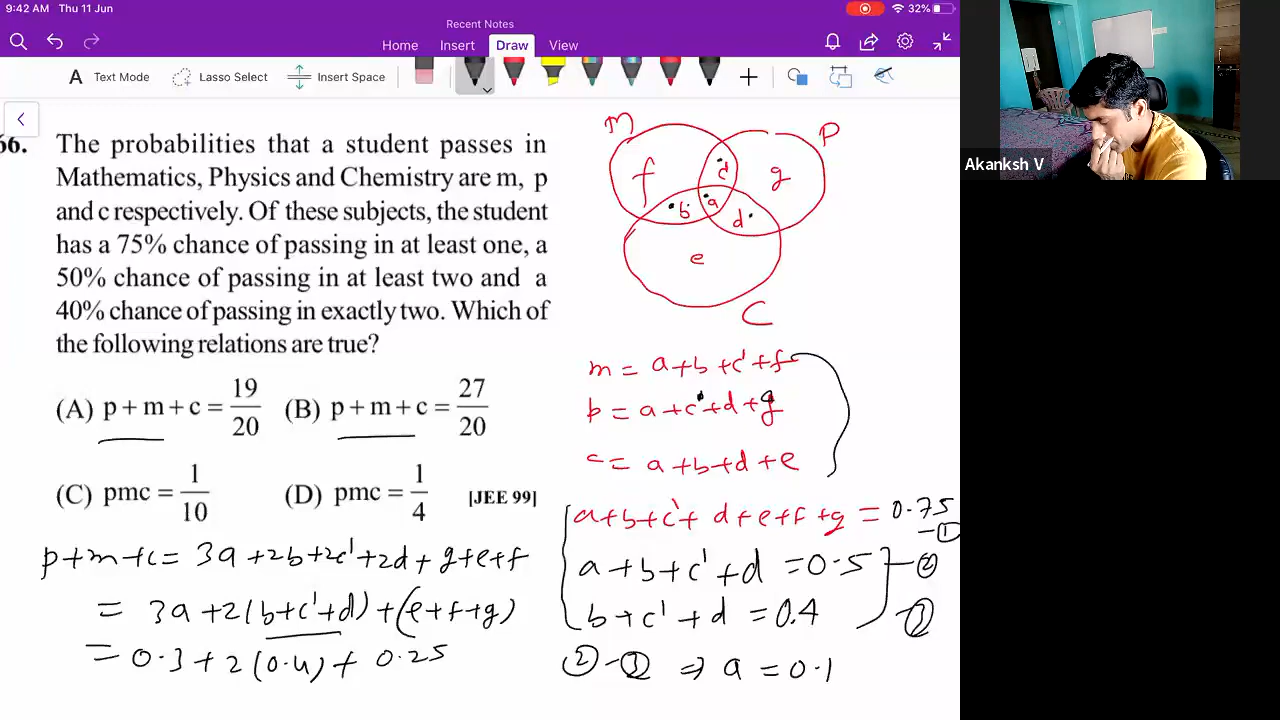 9:42 AM Thu 11 Jun
32%
Recent Notes
Home Insert Draw View
Text Mode Lasso Select Insert Space
66. The probabilities that a student passes in
Mathematics, Physics and Chemistry are m, p
and c respectively. Of these subjects, the student
has a 75% chance of passing in at least one, a
50% chance of passing in at least two and a
40% chance of passing in exactly two. Which of
the following relations are true?
(A) p + m + c = 19/20 (B) p + m + c = 27/20
(C) pmc = 1/10 (D) pmc = 1/4 [JEE 99]
p+m+c = 3a+2b+2c'+2d+g+e+f
= 3a+2(b+c'+d)+(e+f+g)
= 0.3+2(0.4)+0.25
M P
f c' g
b a d
e
C
m = a+b+c'+f
p = a+c'+d+g
c = a+b+d+e
a+b+c'+d+e+f+g = 0.75 -①
a+b+c'+d = 0.5 -②
b+c'+d = 0.4 -③
②-③ ⇒ a = 0.1
Akanksh V